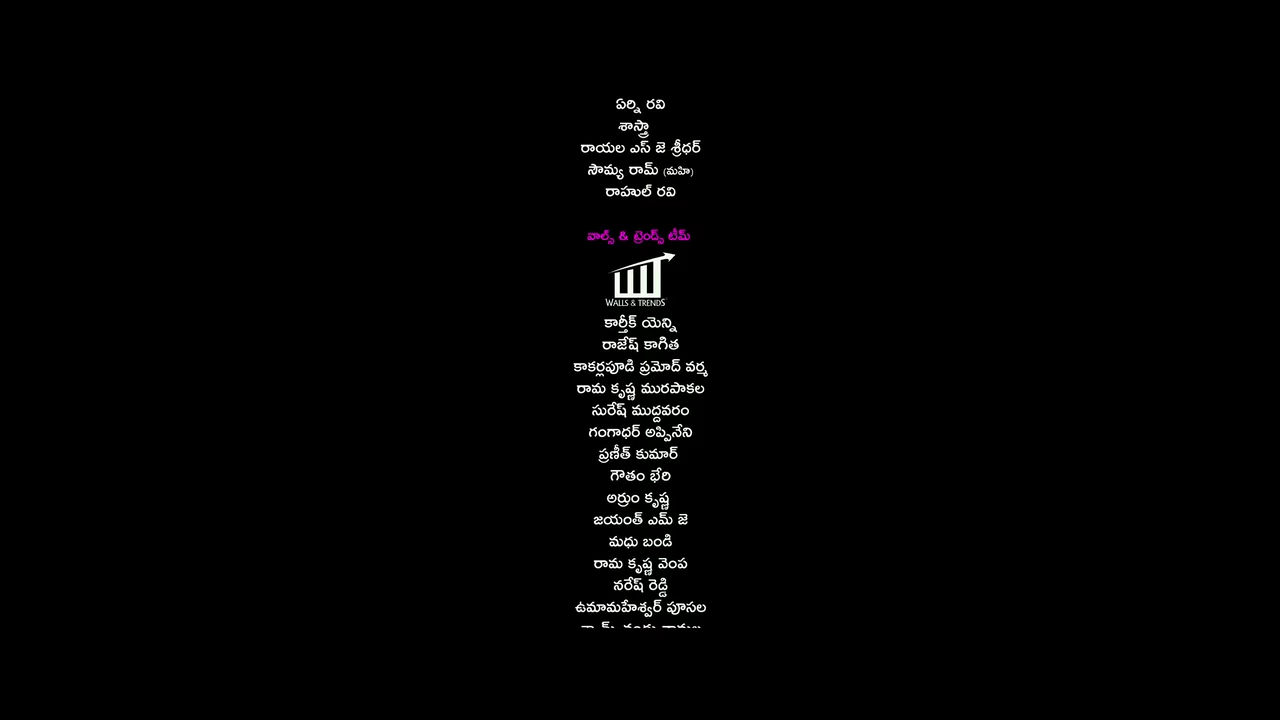 ఏర్ని రవి
శాస్త్రా
రాయల ఎస్ జె శ్రీధర్
సౌమ్య రామ్ (మహి)
రాహుల్ రవి
వాల్స్ & ట్రెండ్స్ టీమ్
WALLS & TRENDS
కార్తీక్ యెన్ని
రాజేష్ కాగిత
కాకర్లపూడి ప్రమోద్ వర్మ
రామ కృష్ణ మురపాకల
సురేష్ ముద్దవరం
గంగాధర్ అప్పినేని
ప్రణీత్ కుమార్
గౌతం భేరి
అర్రుం కృష్ణ
జయంత్ ఎమ్ జె
మధు బండి
రామ కృష్ణ వెంప
నరేష్ రెడ్డి
ఉమామహేశ్వర్ పూసల